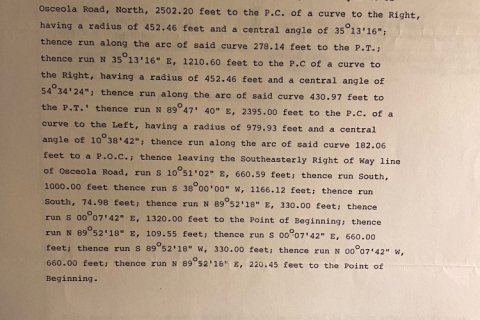 Osceola Road, North, 2502.20 feet to the P.C. of a curve to the Right,
having a radius of 452.46 feet and a central angle of 35°13'16";
thence run along the arc of said curve 278.14 feet to the P.T.;
thence run N 35°13'16" E, 1210.60 feet to the P.C of a curve to
the Right, having a radius of 452.46 feet and a central angle of
54°34'24"; thence run along the arc of said curve 430.97 feet to
the P.T.' thence run N 89°47' 40" E, 2395.00 feet to the P.C. of a
curve to the Left, having a radius of 979.93 feet and a central
angle of 10°38'42"; thence run along the arc of said curve 182.06
feet to a P.O.C.; thence leaving the Southeasterly Right of Way line
of Osceola Road, run S 10°51'02" E, 660.59 feet; thence run South,
1000.00 feet thence run S 38°00'00" W, 1166.12 feet; thence run
South, 74.98 feet; thence run N 89°52'18" E, 330.00 feet; thence
run S 00°07'42" E, 1320.00 feet to the Point of Beginning; thence
run N 89°52'18" E, 109.55 feet; thence run S 00°07'42" E, 660.00
feet; thence run S 89°52'18" W, 330.00 feet; thence run N 00°07'42" W,
660.00 feet; thence run N 89°52'18" E, 220.45 feet to the Point of
Beginning.